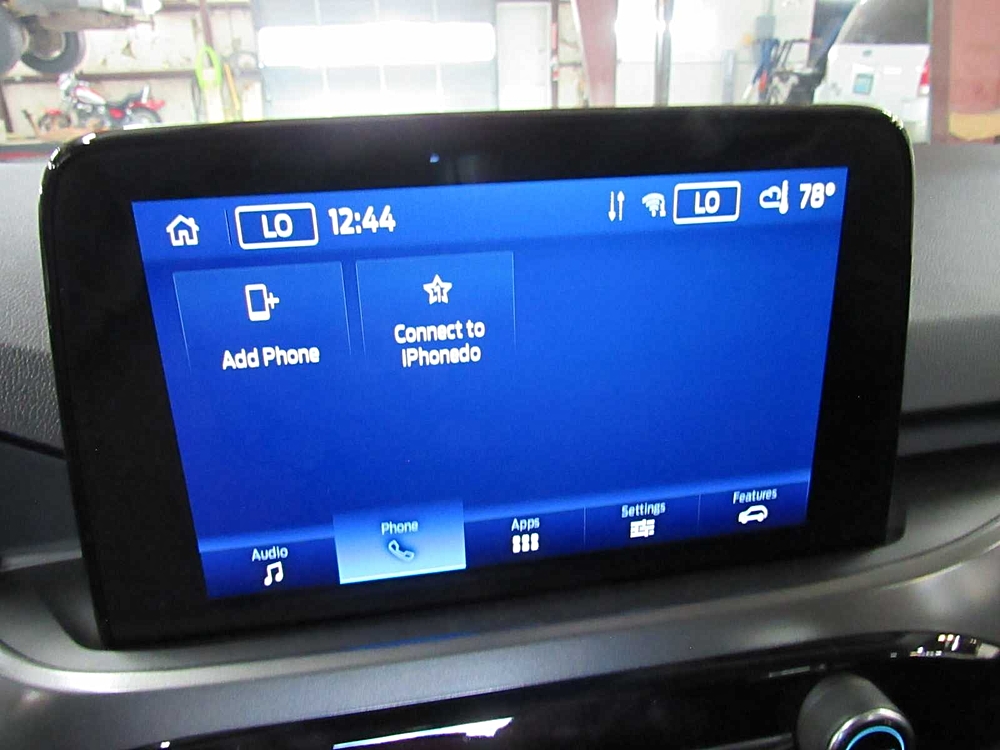 LO 12:44 LO 78°
Add Phone
Connect to
IPhonedo
Audio
Phone
Apps
Settings
Features